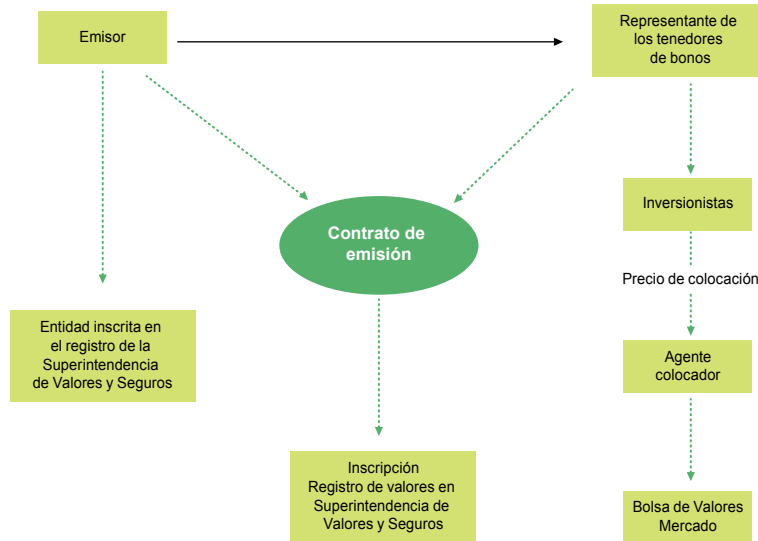 Emisor
Representante de
los tenedores
de bonos
Contrato de
emisión
Inversionistas
Precio de colocación
Entidad inscrita en
el registro de la
Superintendencia
de Valores y Seguros
Agente
colocador
Inscripción
Registro de valores en
Superintendencia de
Valores y Seguros
Bolsa de Valores
Mercado